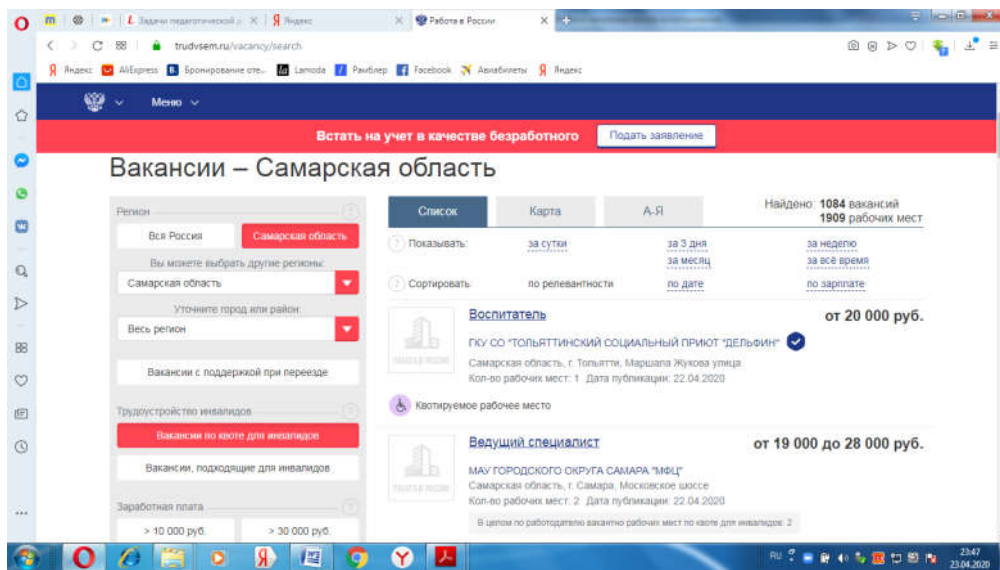 Задачи педагогической д
Яндекс
Работа в России
trudvsem.ru/vacancy/search
Яндекс
AliExpress
Бронирование оте...
Lamoda
Рамблер
Facebook
Авиабилеты
Яндекс
Меню
Встать на учет в качестве безработного
Подать заявление
Вакансии – Самарская область
Регион
Вся Россия
Самарская область
Вы можете выбрать другие регионы:
Самарская область
Уточните город или район:
Весь регион
Вакансии с поддержкой при переезде
Трудоустройство инвалидов
Вакансии по квоте для инвалидов
Вакансии, подходящие для инвалидов
Заработная плата
> 10 000 руб.
> 30 000 руб.
Список
Карта
А-Я
Найдено: 1084 вакансий
1909 рабочих мест
Показывать:
за сутки
за 3 дня
за неделю
за месяц
за всё время
Сортировать:
по релевантности
по дате
по зарплате
Воспитатель
от 20 000 руб.
ГКУ СО "ТОЛЬЯТТИНСКИЙ СОЦИАЛЬНЫЙ ПРИЮТ "ДЕЛЬФИН"
Самарская область, г. Тольятти, Маршала Жукова улица
Кол-во рабочих мест: 1 Дата публикации: 22.04.2020
Квотируемое рабочее место
Ведущий специалист
от 19 000 до 28 000 руб.
МАУ ГОРОДСКОГО ОКРУГА САМАРА "МФЦ"
Самарская область, г. Самара, Московское шоссе
Кол-во рабочих мест: 2 Дата публикации: 22.04.2020
В целом по работодателю вакантно рабочих мест по квоте для инвалидов: 2
RU
23:47
23.04.2020